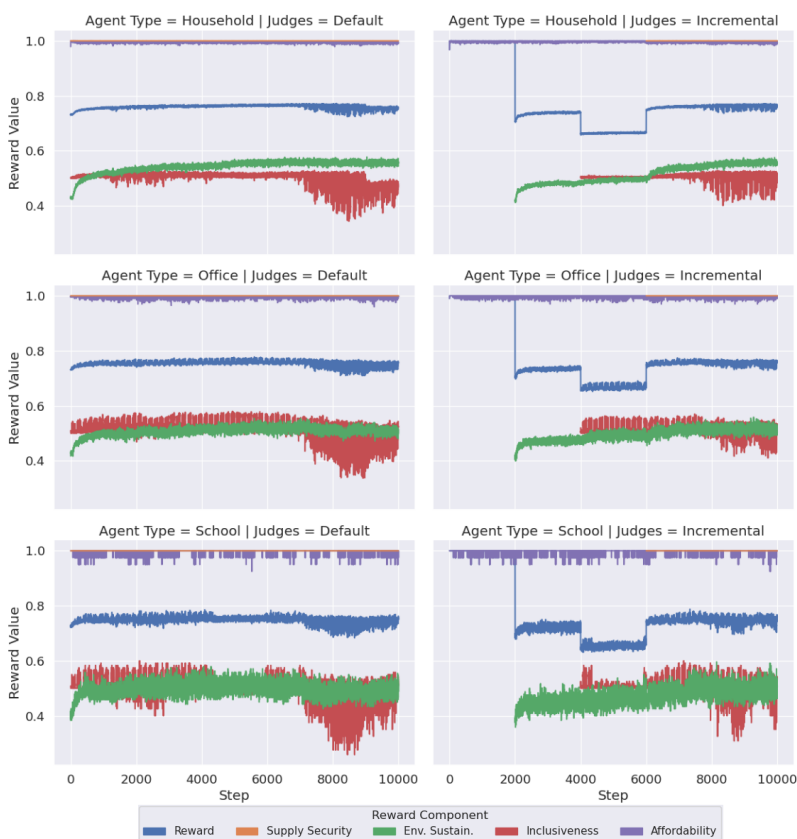 Agent Type = Household | Judges = Default
Agent Type = Household | Judges = Incremental
1.0
0.8
0.6
0.4
Reward Value
Agent Type = Office | Judges = Default
Agent Type = Office | Judges = Incremental
1.0
0.8
0.6
0.4
Reward Value
Agent Type = School | Judges = Default
Agent Type = School | Judges = Incremental
1.0
0.8
0.6
0.4
Reward Value
0 2000 4000 6000 8000 10000
0 2000 4000 6000 8000 10000
Step
Step
Reward Component
Reward Supply Security Env. Sustain. Inclusiveness Affordability